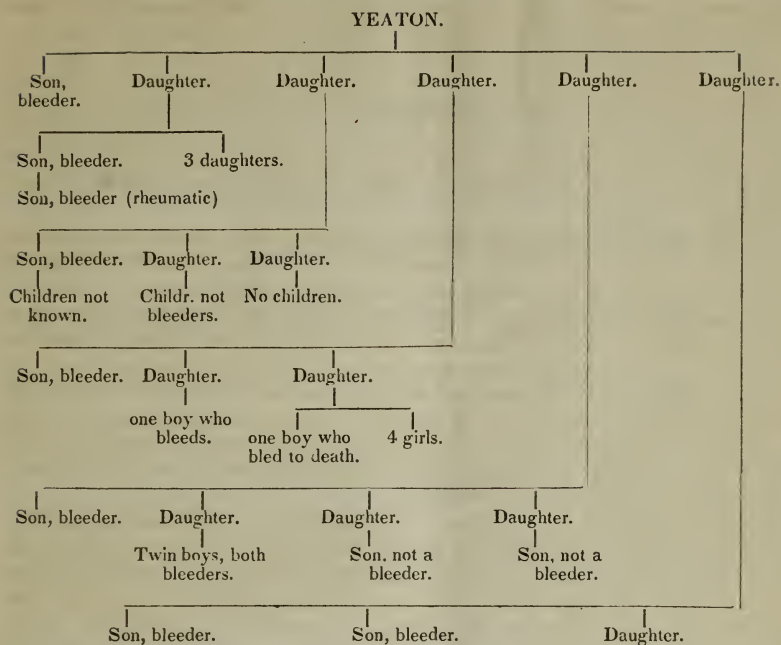 YEATON.
Son, Daughter. Daughter. Daughter. Daughter. Daughter.
bleeder.
Son, bleeder. 3 daughters.
Son, bleeder (rheumatic)
Son, bleeder. Daughter. Daughter.
Children not Childr. not No children.
known. bleeders.
Son, bleeder. Daughter. Daughter.
one boy who one boy who 4 girls.
bleeds. bled to death.
Son, bleeder. Daughter. Daughter. Daughter.
Twin boys, both Son, not a Son, not a
bleeders. bleeder. bleeder.
Son, bleeder. Son, bleeder. Daughter.